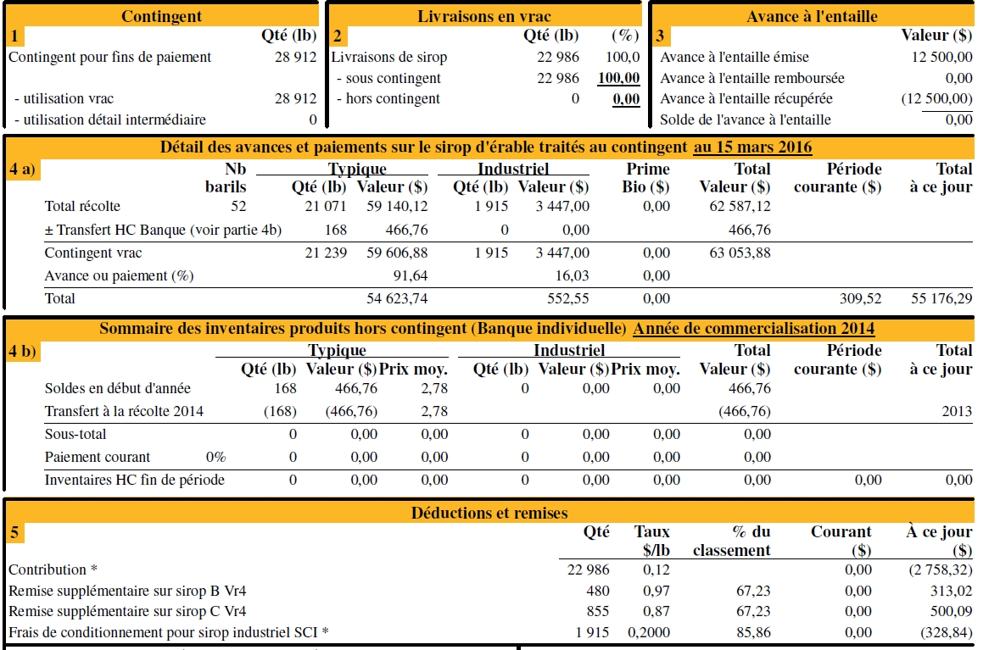 Contingent
1 Qté (lb)
Contingent pour fins de paiement 28 912
- utilisation vrac 28 912
- utilisation détail intermédiaire 0
Livraisons en vrac
2 Qté (lb) (%)
Livraisons de sirop 22 986 100,0
- sous contingent 22 986 100,00
- hors contingent 0 0,00
Avance à l'entaille
3 Valeur ($)
Avance à l'entaille émise 12 500,00
Avance à l'entaille remboursée 0,00
Avance à l'entaille récupérée (12 500,00)
Solde de l'avance à l'entaille 0,00
Détail des avances et paiements sur le sirop d'érable traités au contingent au 15 mars 2016
4 a) Nb Typique Industriel Prime Total Période Total
barils Qté (lb) Valeur ($) Qté (lb) Valeur ($) Bio ($) Valeur ($) courante ($) à ce jour
Total récolte 52 21 071 59 140,12 1 915 3 447,00 0,00 62 587,12
± Transfert HC Banque (voir partie 4b) 168 466,76 0 0,00 466,76
Contingent vrac 21 239 59 606,88 1 915 3 447,00 0,00 63 053,88
Avance ou paiement (%) 91,64 16,03 0,00
Total 54 623,74 552,55 0,00 309,52 55 176,29
Sommaire des inventaires produits hors contingent (Banque individuelle) Année de commercialisation 2014
4 b) Typique Industriel Total Période Total
Qté (lb) Valeur ($) Prix moy. Qté (lb) Valeur ($) Prix moy. Valeur ($) courante ($) à ce jour
Soldes en début d'année 168 466,76 2,78 0 0,00 0,00 466,76
Transfert à la récolte 2014 (168) (466,76) 2,78 (466,76) 2013
Sous-total 0 0,00 0,00 0 0,00 0,00 0,00
Paiement courant 0% 0 0,00 0,00 0 0,00 0,00 0,00
Inventaires HC fin de période 0 0,00 0,00 0 0,00 0,00 0,00 0,00 0,00
Déductions et remises
5 Qté Taux % du Courant À ce jour
$/lb classement ($) ($)
Contribution * 22 986 0,12 0,00 (2 758,32)
Remise supplémentaire sur sirop B Vr4 480 0,97 67,23 0,00 313,02
Remise supplémentaire sur sirop C Vr4 855 0,87 67,23 0,00 500,09
Frais de conditionnement pour sirop industriel SCI * 1 915 0,2000 85,86 0,00 (328,84)